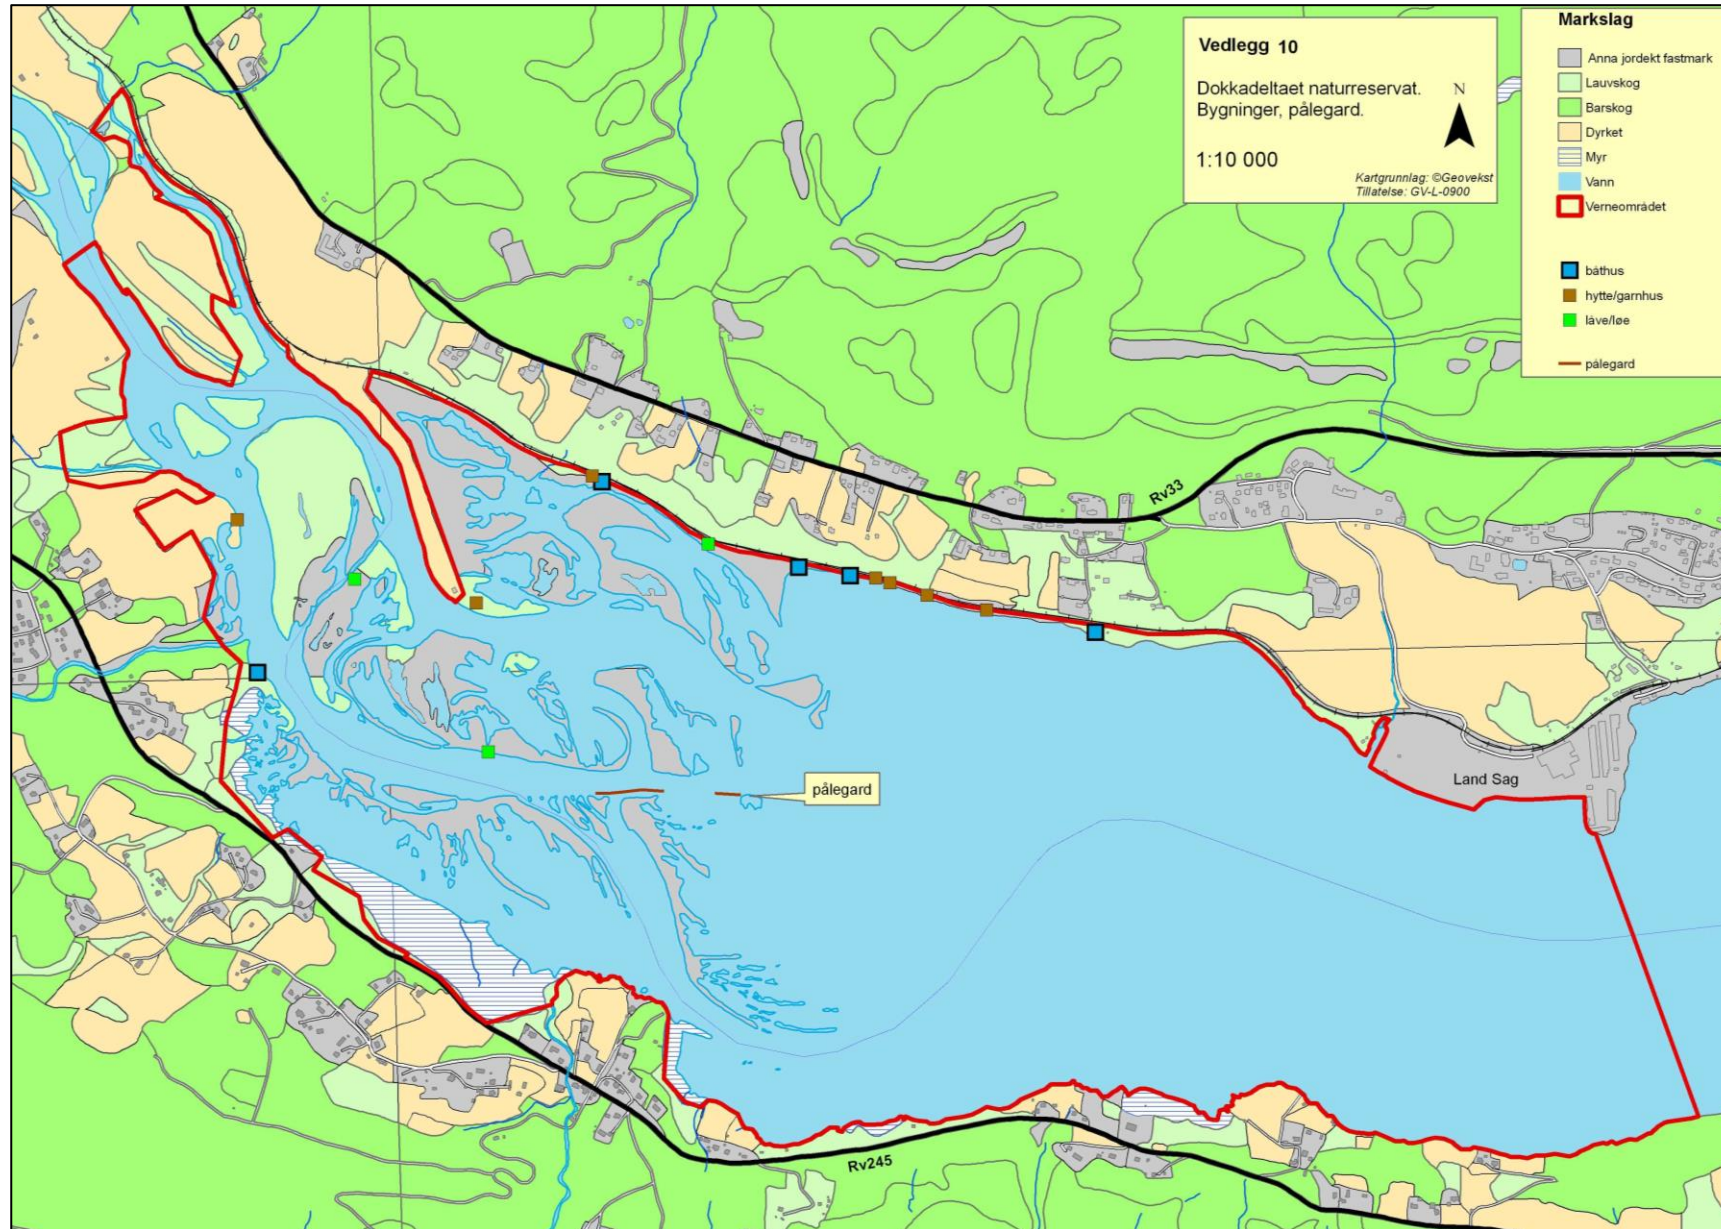 Vedlegg 10
Dokkadeltaet naturreservat.
Bygninger, pålegard.
N
1:10 000
Kartgrunnlag: ©Geovekst
Tillatelse: GV-L-0900
Markslag
Anna jordekt fastmark
Lauvskog
Barskog
Dyrket
Myr
Vann
Verneområdet
båthus
hytte/garnhus
låve/løe
pålegard
Rv33
Land Sag
pålegard
Rv245